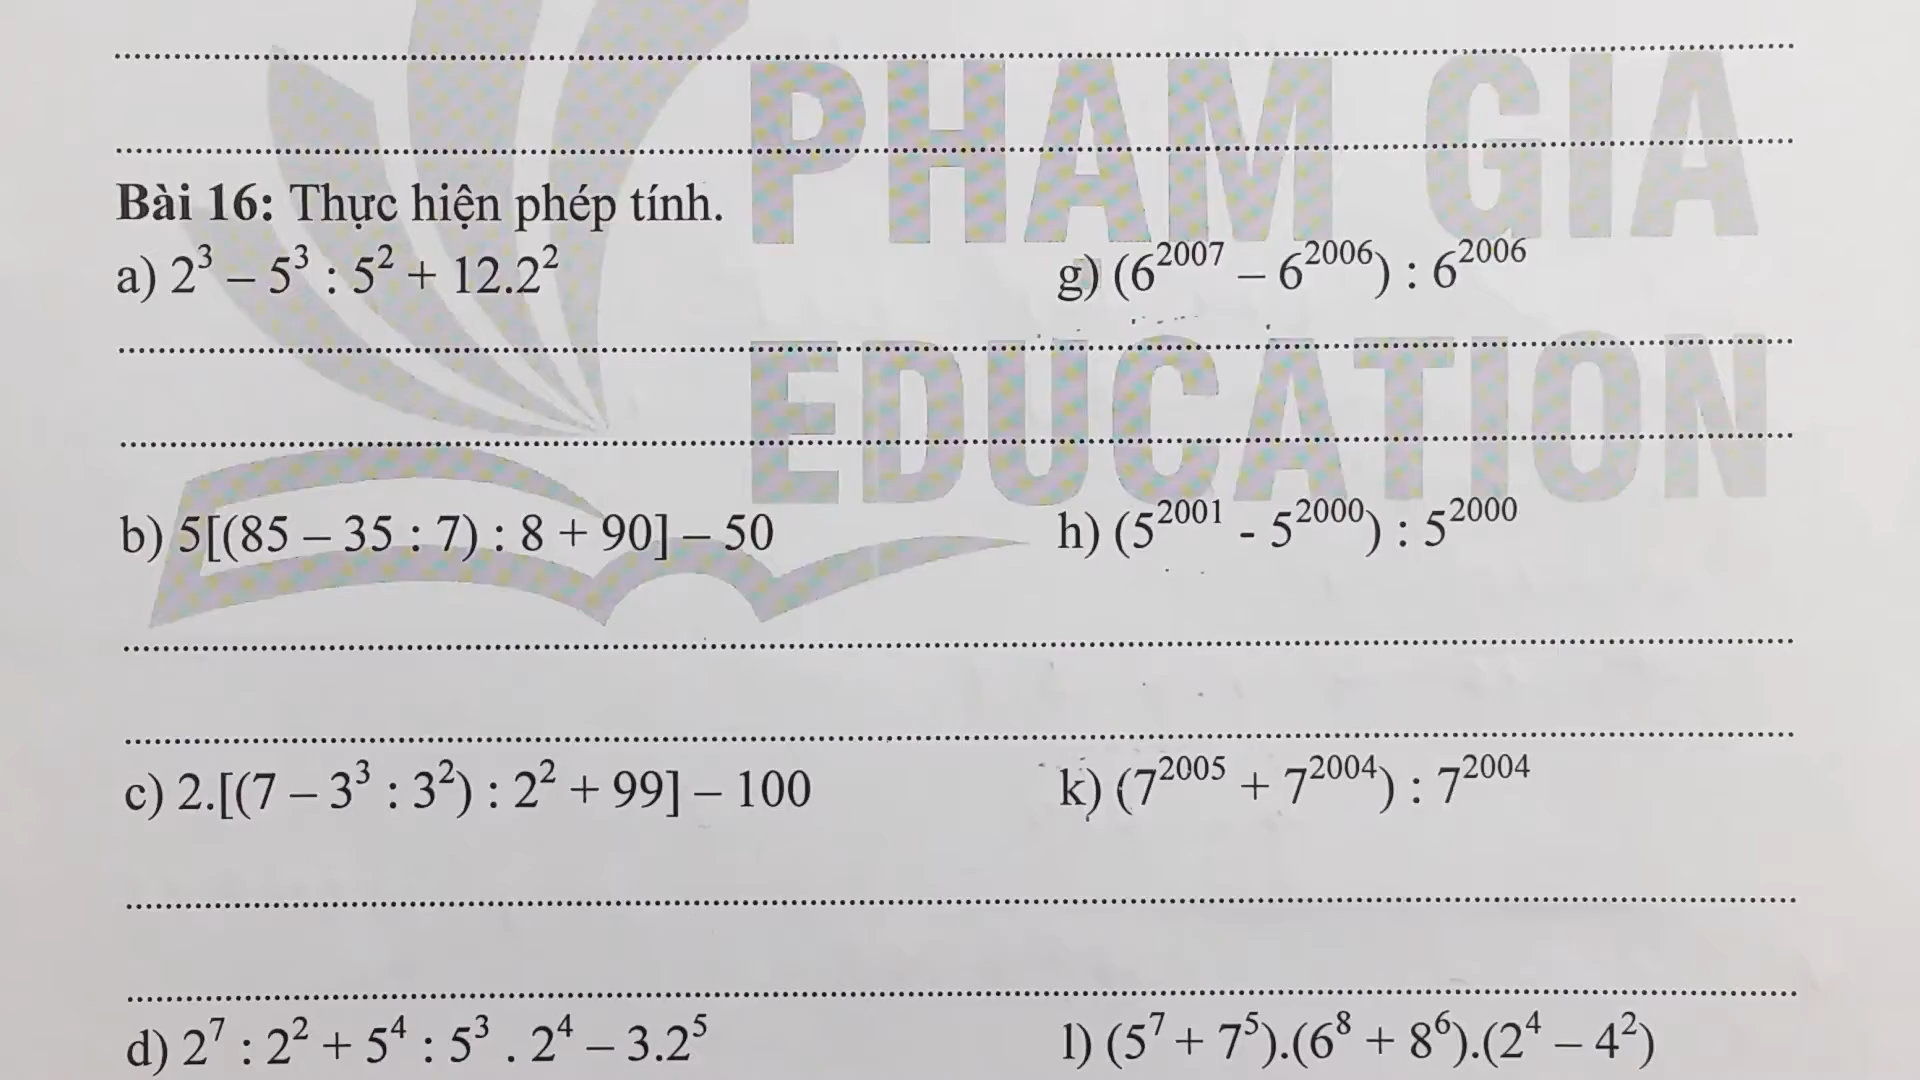 PHAM GIA
EDUCATION
Bài 16: Thực hiện phép tính.
a) 2³ – 5³ : 5² + 12.2²
g) (6²⁰⁰⁷ – 6²⁰⁰⁶) : 6²⁰⁰⁶
b) 5[(85 – 35 : 7) : 8 + 90] – 50
h) (5²⁰⁰¹ - 5²⁰⁰⁰) : 5²⁰⁰⁰
c) 2.[(7 – 3³ : 3²) : 2² + 99] – 100
k) (7²⁰⁰⁵ + 7²⁰⁰⁴) : 7²⁰⁰⁴
d) 2⁷ : 2² + 5⁴ : 5³ . 2⁴ – 3.2⁵
l) (5⁷ + 7⁵).(6⁸ + 8⁶).(2⁴ – 4²)